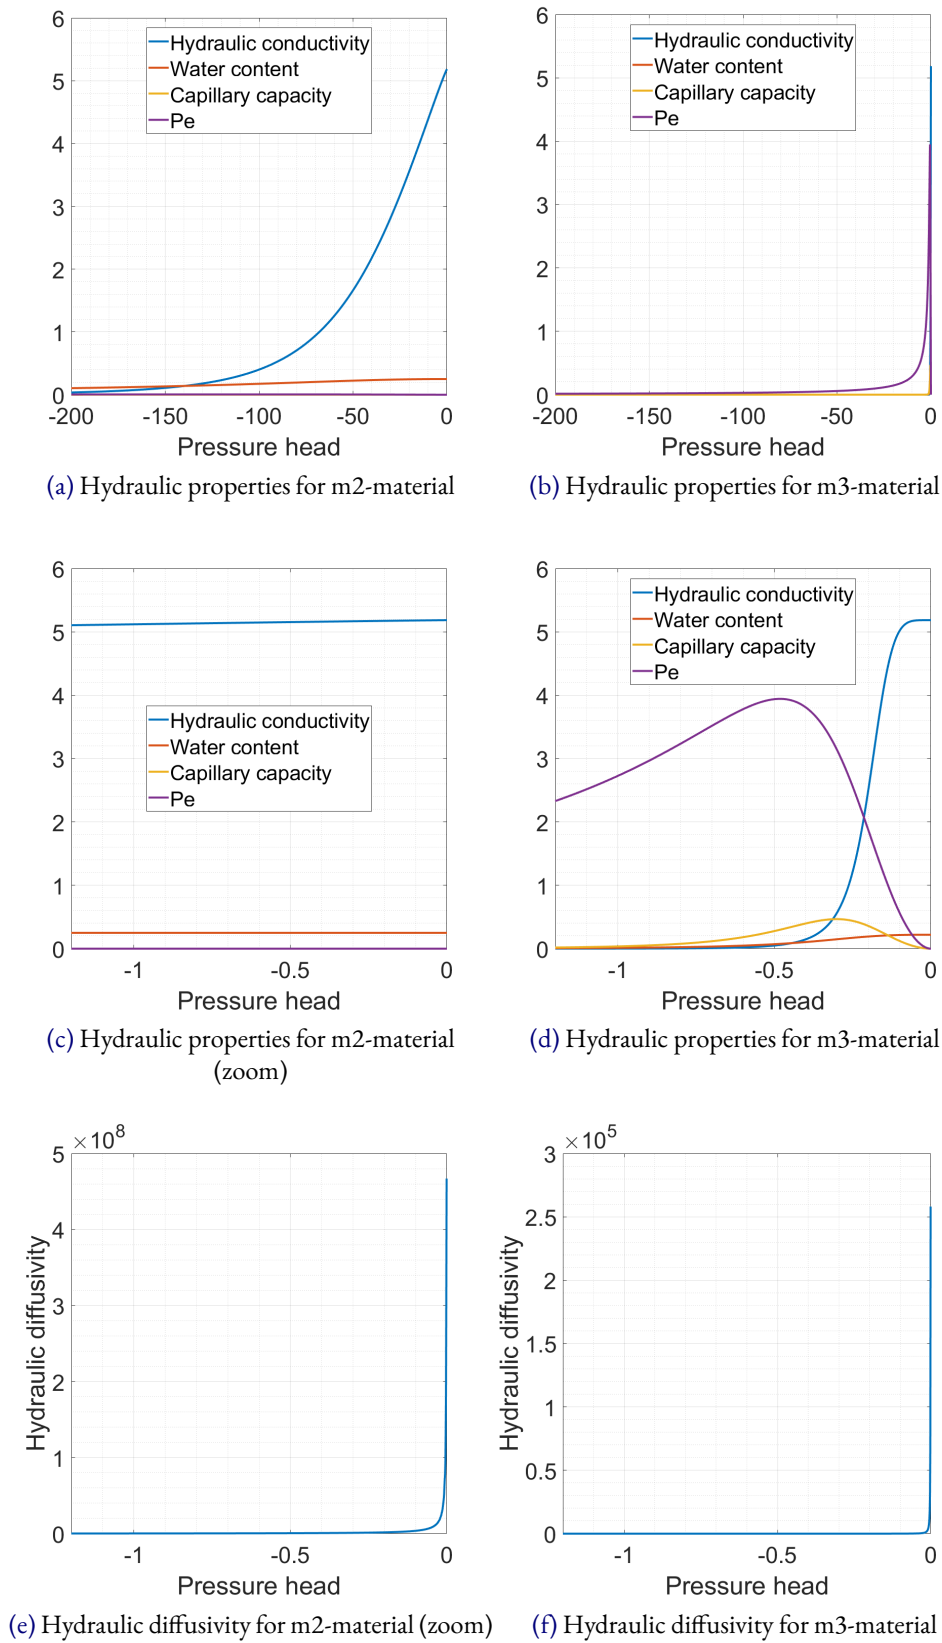 6
5
4
3
2
1
0
Hydraulic conductivity
Water content
Capillary capacity
Pe
-200 -150 -100 -50 0
Pressure head
(a) Hydraulic properties for m2-material
6
5
4
3
2
1
0
Hydraulic conductivity
Water content
Capillary capacity
Pe
-200 -150 -100 -50 0
Pressure head
(b) Hydraulic properties for m3-material
6
5
4
3
2
1
0
Hydraulic conductivity
Water content
Capillary capacity
Pe
-1 -0.5 0
Pressure head
(c) Hydraulic properties for m2-material
(zoom)
6
5
4
3
2
1
0
Hydraulic conductivity
Water content
Capillary capacity
Pe
-1 -0.5 0
Pressure head
(d) Hydraulic properties for m3-material
×10^8
5
4
3
2
1
0
Hydraulic diffusivity
-1 -0.5 0
Pressure head
(e) Hydraulic diffusivity for m2-material (zoom)
×10^5
3
2.5
2
1.5
1
0.5
0
Hydraulic diffusivity
-1 -0.5 0
Pressure head
(f) Hydraulic diffusivity for m3-material